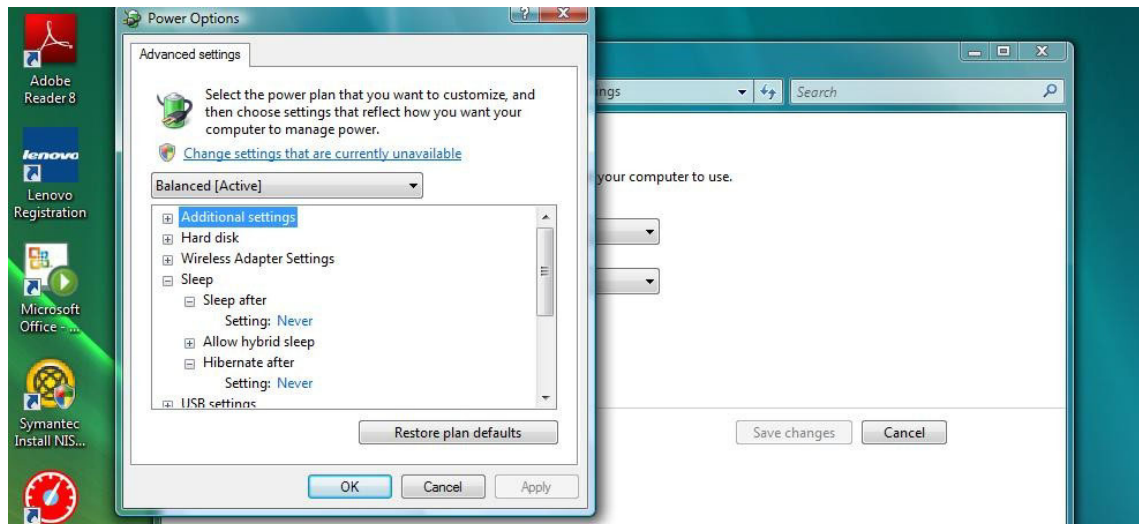 Adobe
Reader 8
lenovo
Lenovo
Registration
Microsoft
Office - ...
Symantec
Install NIS...
Power Options
Advanced settings
Select the power plan that you want to customize, and
then choose settings that reflect how you want your
computer to manage power.
Change settings that are currently unavailable
Balanced [Active]
Additional settings
Hard disk
Wireless Adapter Settings
Sleep
Sleep after
Setting: Never
Allow hybrid sleep
Hibernate after
Setting: Never
USB settings
Restore plan defaults
OK
Cancel
Apply
ings
Search
your computer to use.
Save changes
Cancel